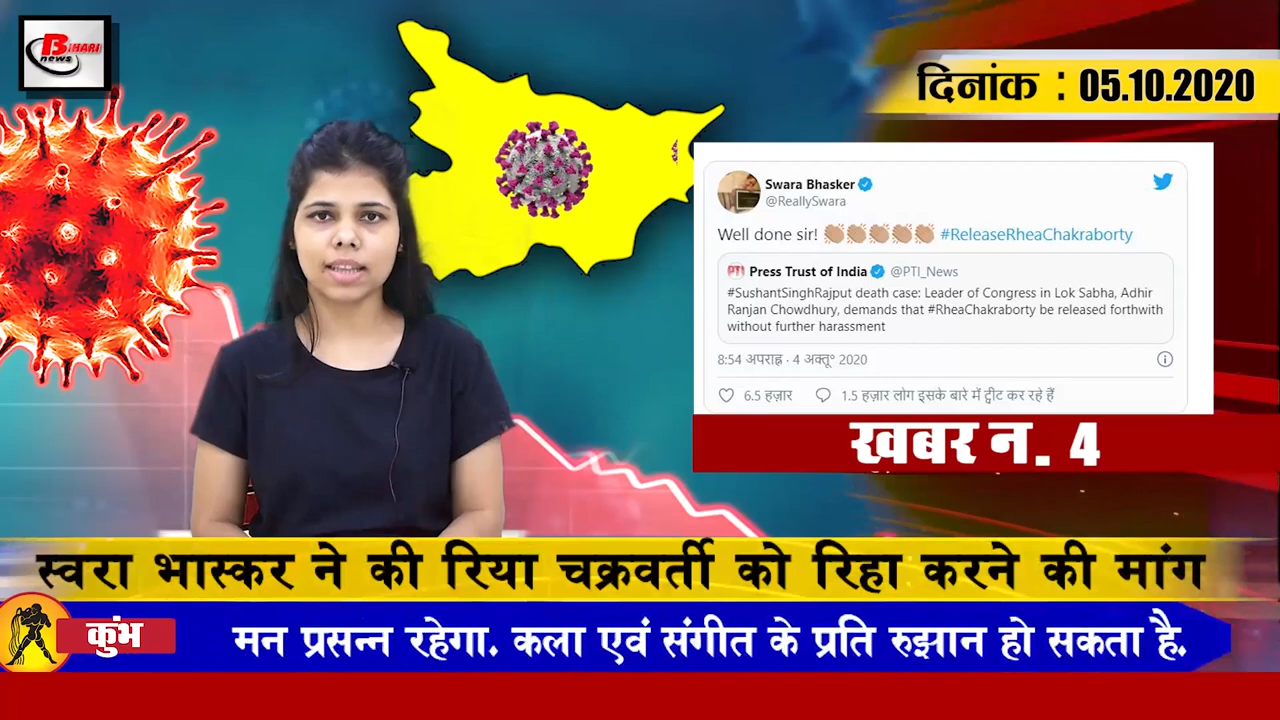 BIHARI
news
दिनांक : 05.10.2020
Swara Bhasker
@ReallySwara
Well done sir! 👏🏽👏🏽👏🏽👏🏽👏🏽 #ReleaseRheaChakraborty
PTI Press Trust of India @PTI_News
#SushantSinghRajput death case: Leader of Congress in Lok Sabha, Adhir
Ranjan Chowdhury, demands that #RheaChakraborty be released forthwith
without further harassment
8:54 अपराह्न · 4 अक्तू॰ 2020
6.5 हज़ार 1.5 हज़ार लोग इसके बारे में ट्वीट कर रहे हैं
खबर न. 4
स्वरा भास्कर ने की रिया चक्रवर्ती को रिहा करने की मांग
कुंभ
मन प्रसन्न रहेगा. कला एवं संगीत के प्रति रुझान हो सकता है.